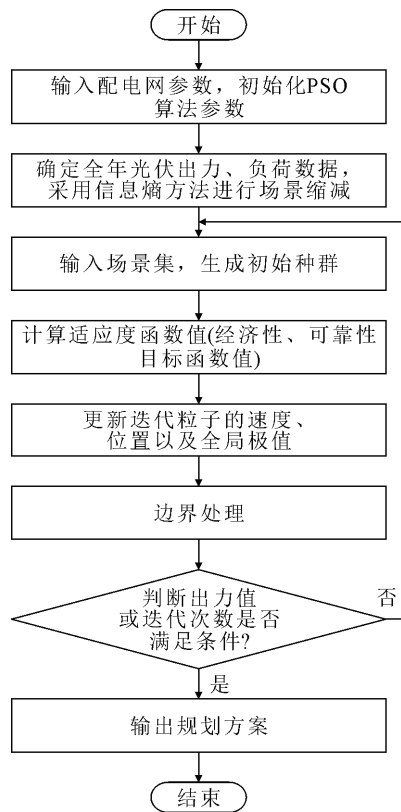 开始
输入配电网参数，初始化PSO
算法参数
确定全年光伏出力、负荷数据，
采用信息熵方法进行场景缩减
输入场景集，生成初始种群
计算适应度函数值(经济性、可靠性
目标函数值)
更新迭代粒子的速度、
位置以及全局极值
边界处理
判断出力值
或迭代次数是否
满足条件?
否
是
输出规划方案
结束